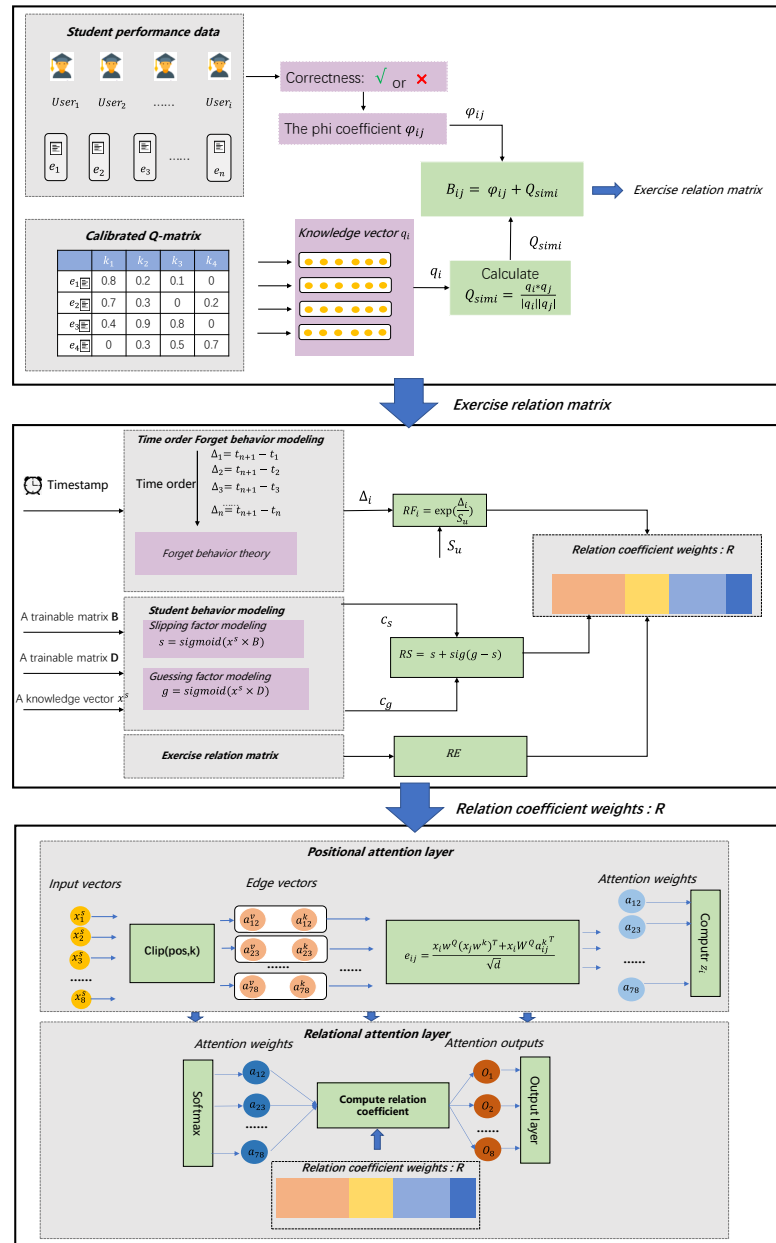 Student performance data
User₁ User₂ …… Userᵢ
e₁ e₂ e₃ …… eₙ
Correctness: √ or ×
The phi coefficient φᵢⱼ
φᵢⱼ
Bᵢⱼ = φᵢⱼ + Q_simi
Exercise relation matrix
Calibrated Q-matrix
k₁ k₂ k₃ k₄
e₁ 0.8 0.2 0.1 0
e₂ 0.7 0.3 0 0.2
e₃ 0.4 0.9 0.8 0
e₄ 0 0.3 0.5 0.7
Knowledge vector qᵢ
qᵢ
Q_simi
Calculate
Q_simi = qᵢ*qⱼ / |qᵢ||qⱼ|
Exercise relation matrix
Time order Forget behavior modeling
Δ₁= tₙ₊₁ − t₁
Δ₂= tₙ₊₁ − t₂
Δ₃= tₙ₊₁ − t₃
……
Δₙ= tₙ₊₁ − tₙ
Timestamp
Time order
Forget behavior theory
Δᵢ
RFᵢ = exp(Δᵢ/Sᵤ)
Sᵤ
Relation coefficient weights : R
A trainable matrix B
A trainable matrix D
A knowledge vector xˢ
Student behavior modeling
Slipping factor modeling
s = sigmoid(xˢ × B)
Guessing factor modeling
g = sigmoid(xˢ × D)
c_s
c_g
RS = s + sig(g − s)
Exercise relation matrix
RE
Relation coefficient weights : R
Positional attention layer
Input vectors
x₁ˢ
x₂ˢ
x₃ˢ
……
x₈ˢ
Clip(pos,k)
Edge vectors
a₁₂ᵛ a₁₂ᵏ
a₂₃ᵛ a₂₃ᵏ
……  ……
a₇₈ᵛ a₇₈ᵏ
eᵢⱼ = xᵢwQ(xⱼwᵏ)ᵀ+xᵢWQaᵢⱼᵏᵀ / √d
Attention weights
a₁₂
a₂₃
……
a₇₈
Computr zᵢ
Relational attention layer
Attention weights
Softmax
a₁₂
a₂₃
……
a₇₈
Compute relation
coefficient
Attention outputs
O₁
O₂
……
O₈
Output layer
Relation coefficient weights : R